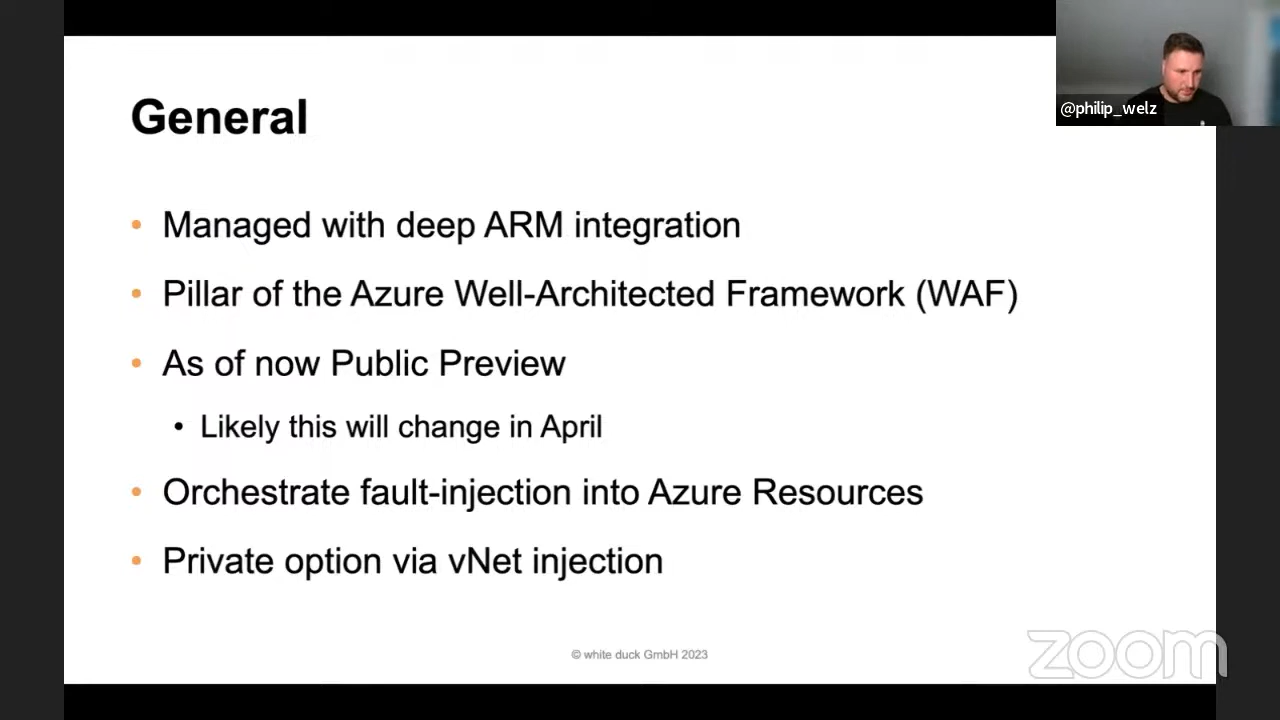 General
@philip_welz
• Managed with deep ARM integration
• Pillar of the Azure Well-Architected Framework (WAF)
• As of now Public Preview
• Likely this will change in April
• Orchestrate fault-injection into Azure Resources
• Private option via vNet injection
© white duck GmbH 2023
zoom